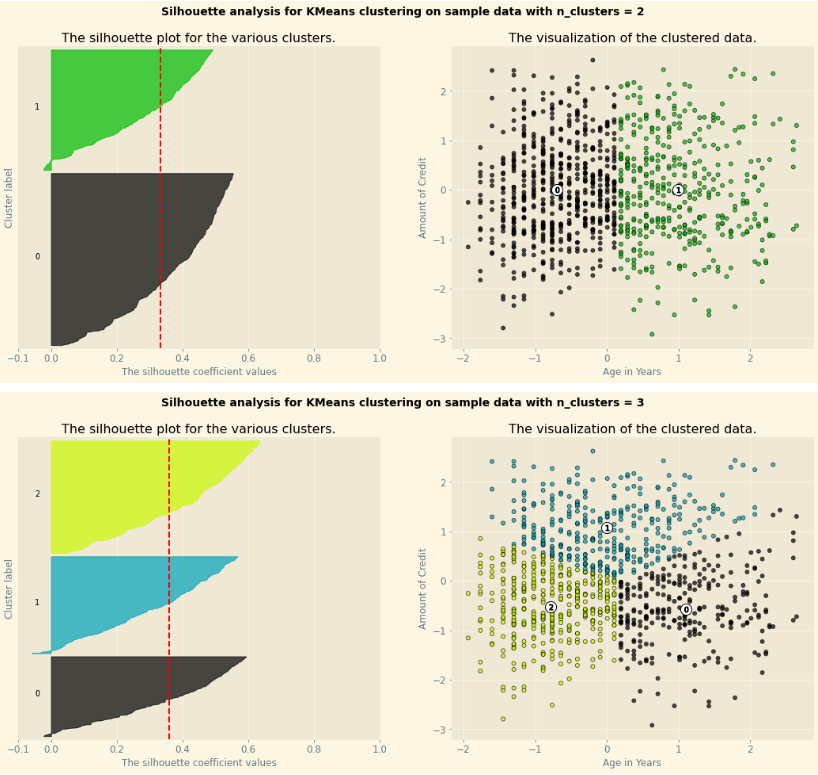 Silhouette analysis for KMeans clustering on sample data with n_clusters = 2
The silhouette plot for the various clusters.
Cluster label
1
0
−0.1 0.0 0.2 0.4 0.6 0.8 1.0
The silhouette coefficient values
The visualization of the clustered data.
Amount of Credit
2
1
0
−1
−2
−3
0 1
−2 −1 0 1 2
Age in Years
Silhouette analysis for KMeans clustering on sample data with n_clusters = 3
The silhouette plot for the various clusters.
Cluster label
2
1
0
−0.1 0.0 0.2 0.4 0.6 0.8 1.0
The silhouette coefficient values
The visualization of the clustered data.
Amount of Credit
2
1
0
−1
−2
−3
1
2 0
−2 −1 0 1 2
Age in Years